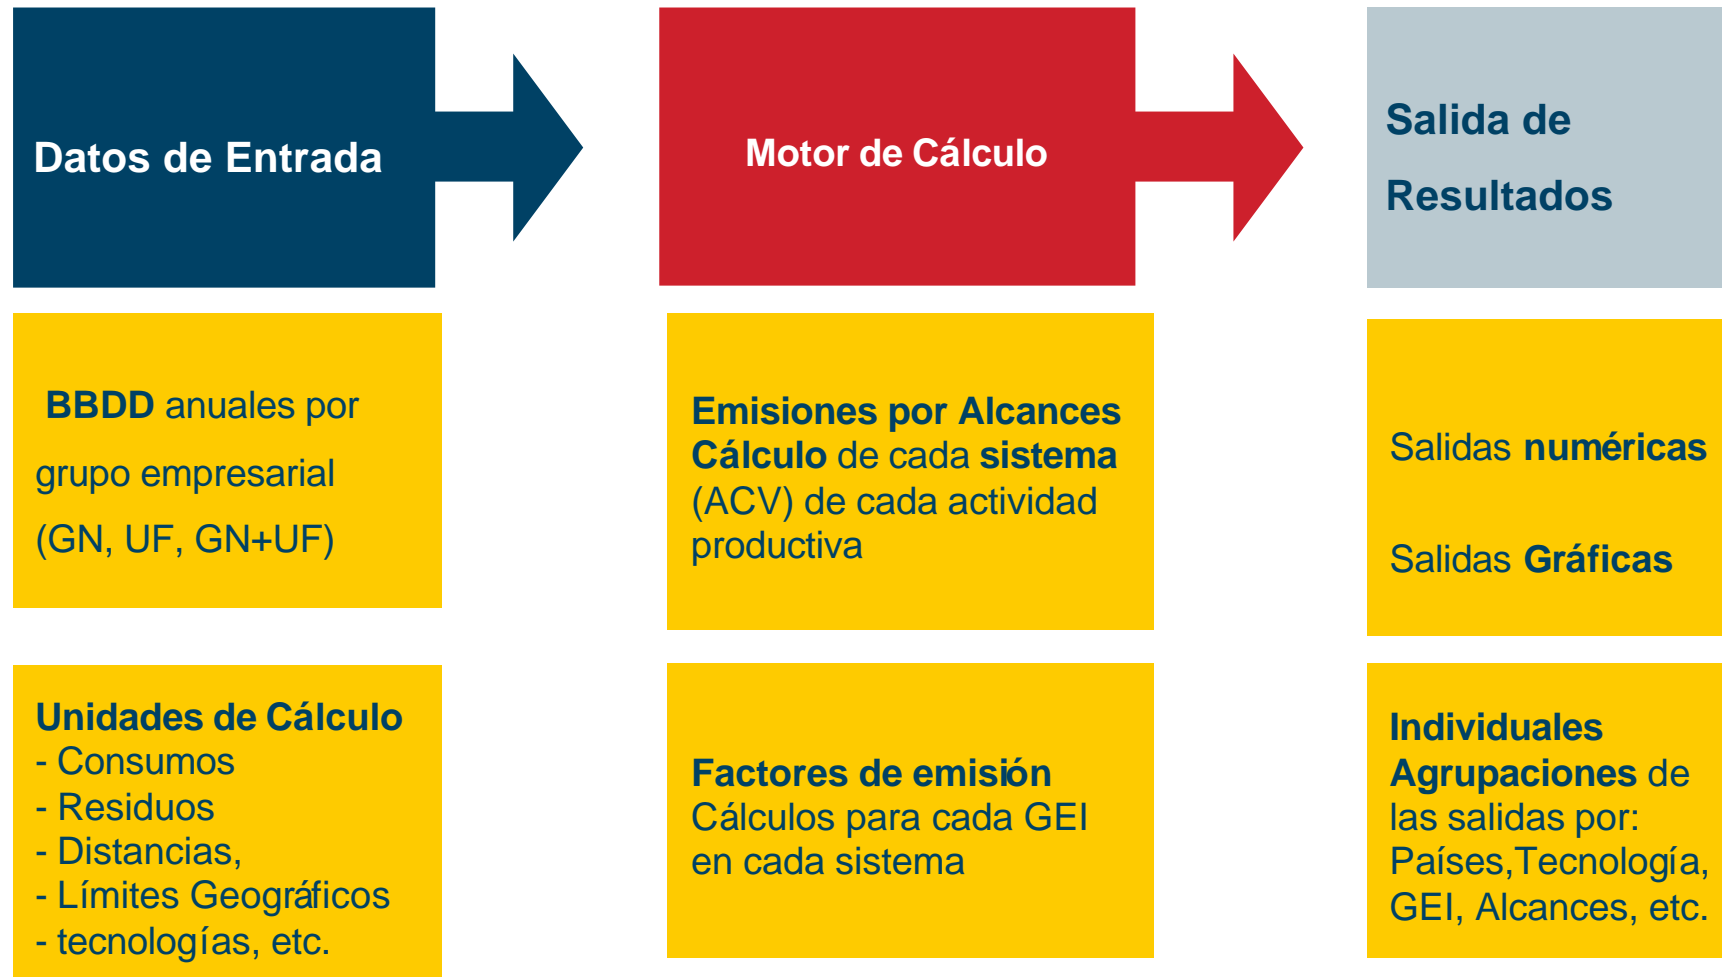 Datos de Entrada
Motor de Cálculo
Salida de
Resultados
BBDD anuales por
grupo empresarial
(GN, UF, GN+UF)
Emisiones por Alcances
Cálculo de cada sistema
(ACV) de cada actividad
productiva
Salidas numéricas
Salidas Gráficas
Unidades de Cálculo
- Consumos
- Residuos
- Distancias,
- Límites Geográficos
- tecnologías, etc.
Factores de emisión
Cálculos para cada GEI
en cada sistema
Individuales
Agrupaciones de
las salidas por:
Países,Tecnología,
GEI, Alcances, etc.